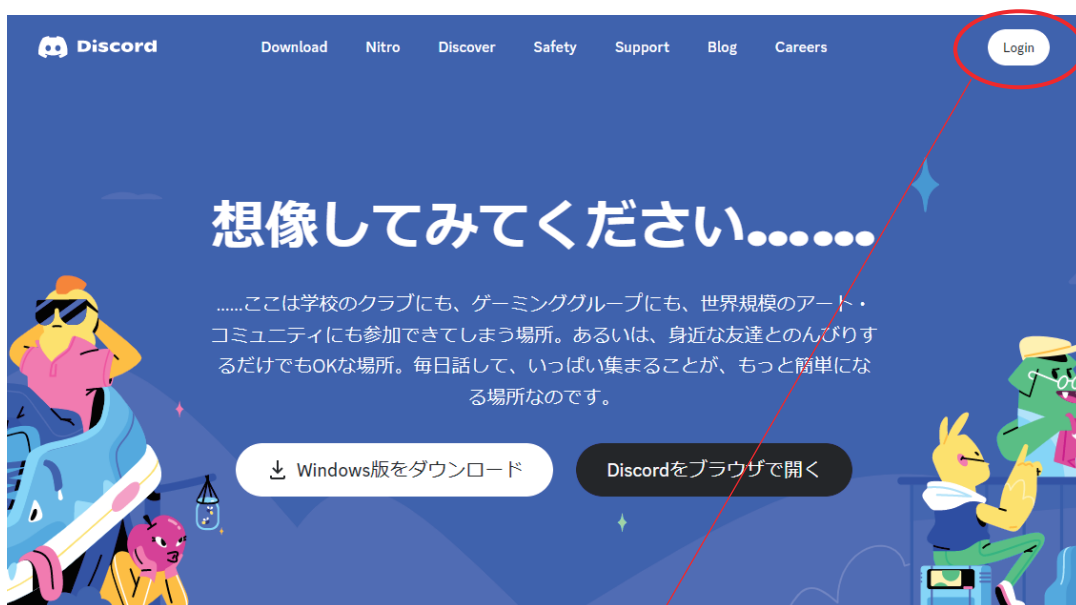 Discord
Download Nitro Discover Safety Support Blog Careers
Login
想像してみてください……
……ここは学校のクラブにも、ゲーミンググループにも、世界規模のアート・
コミュニティにも参加できてしまう場所。あるいは、身近な友達とのんびりす
るだけでもOKな場所。毎日話して、いっぱい集まることが、もっと簡単にな
る場所なのです。
Windows版をダウンロード
Discordをブラウザで開く